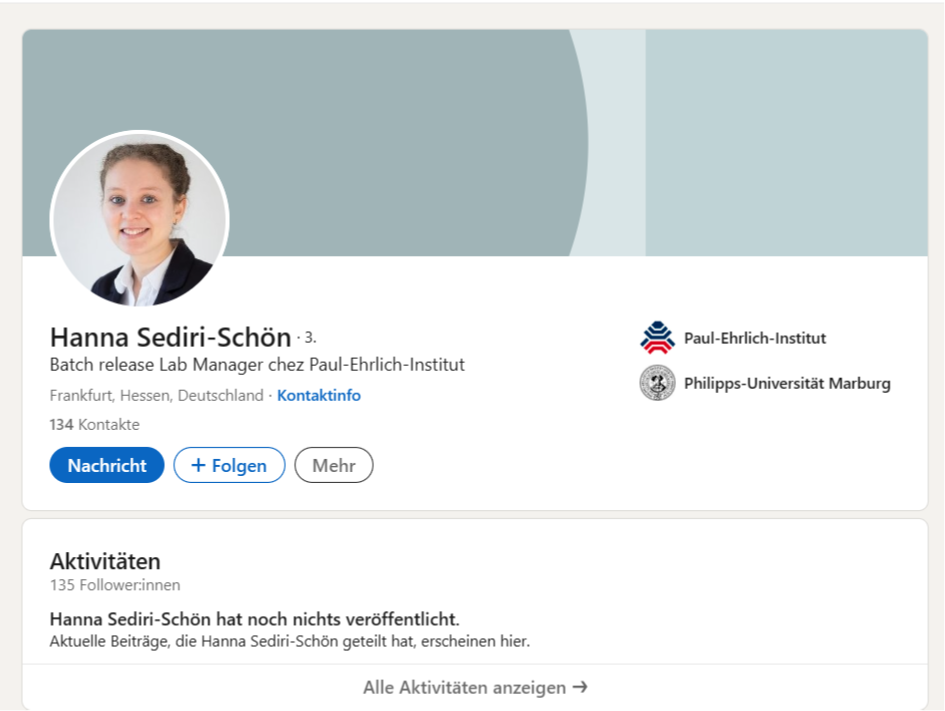 Hanna Sediri-Schön · 3.
Batch release Lab Manager chez Paul-Ehrlich-Institut
Frankfurt, Hessen, Deutschland · Kontaktinfo
134 Kontakte
Nachricht
+ Folgen
Mehr
Paul-Ehrlich-Institut
Philipps-Universität Marburg
Aktivitäten
135 Follower:innen
Hanna Sediri-Schön hat noch nichts veröffentlicht.
Aktuelle Beiträge, die Hanna Sediri-Schön geteilt hat, erscheinen hier.
Alle Aktivitäten anzeigen →